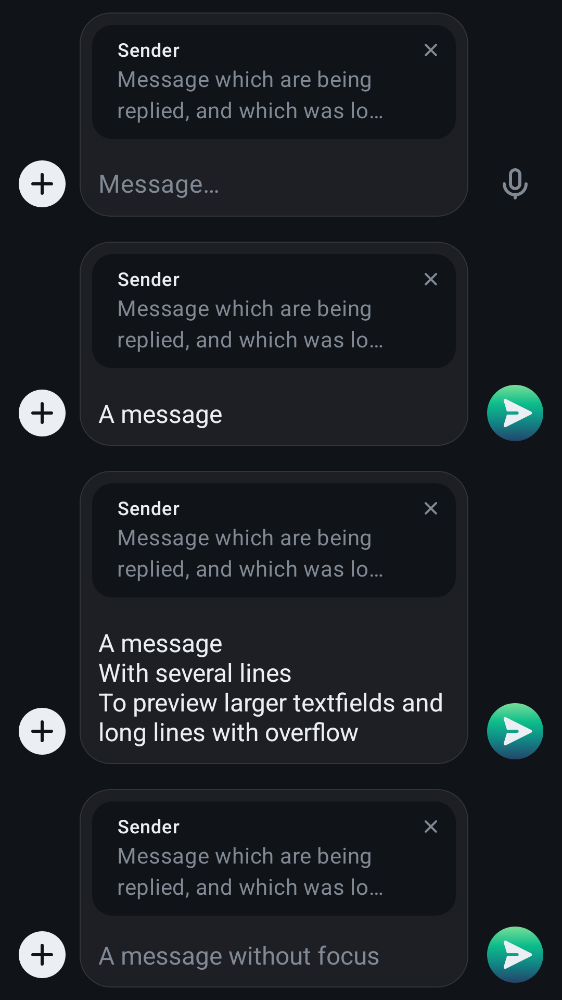 Sender
Message which are being
replied, and which was lo…
Message…
Sender
Message which are being
replied, and which was lo…
A message
Sender
Message which are being
replied, and which was lo…
A message
With several lines
To preview larger textfields and
long lines with overflow
Sender
Message which are being
replied, and which was lo…
A message without focus